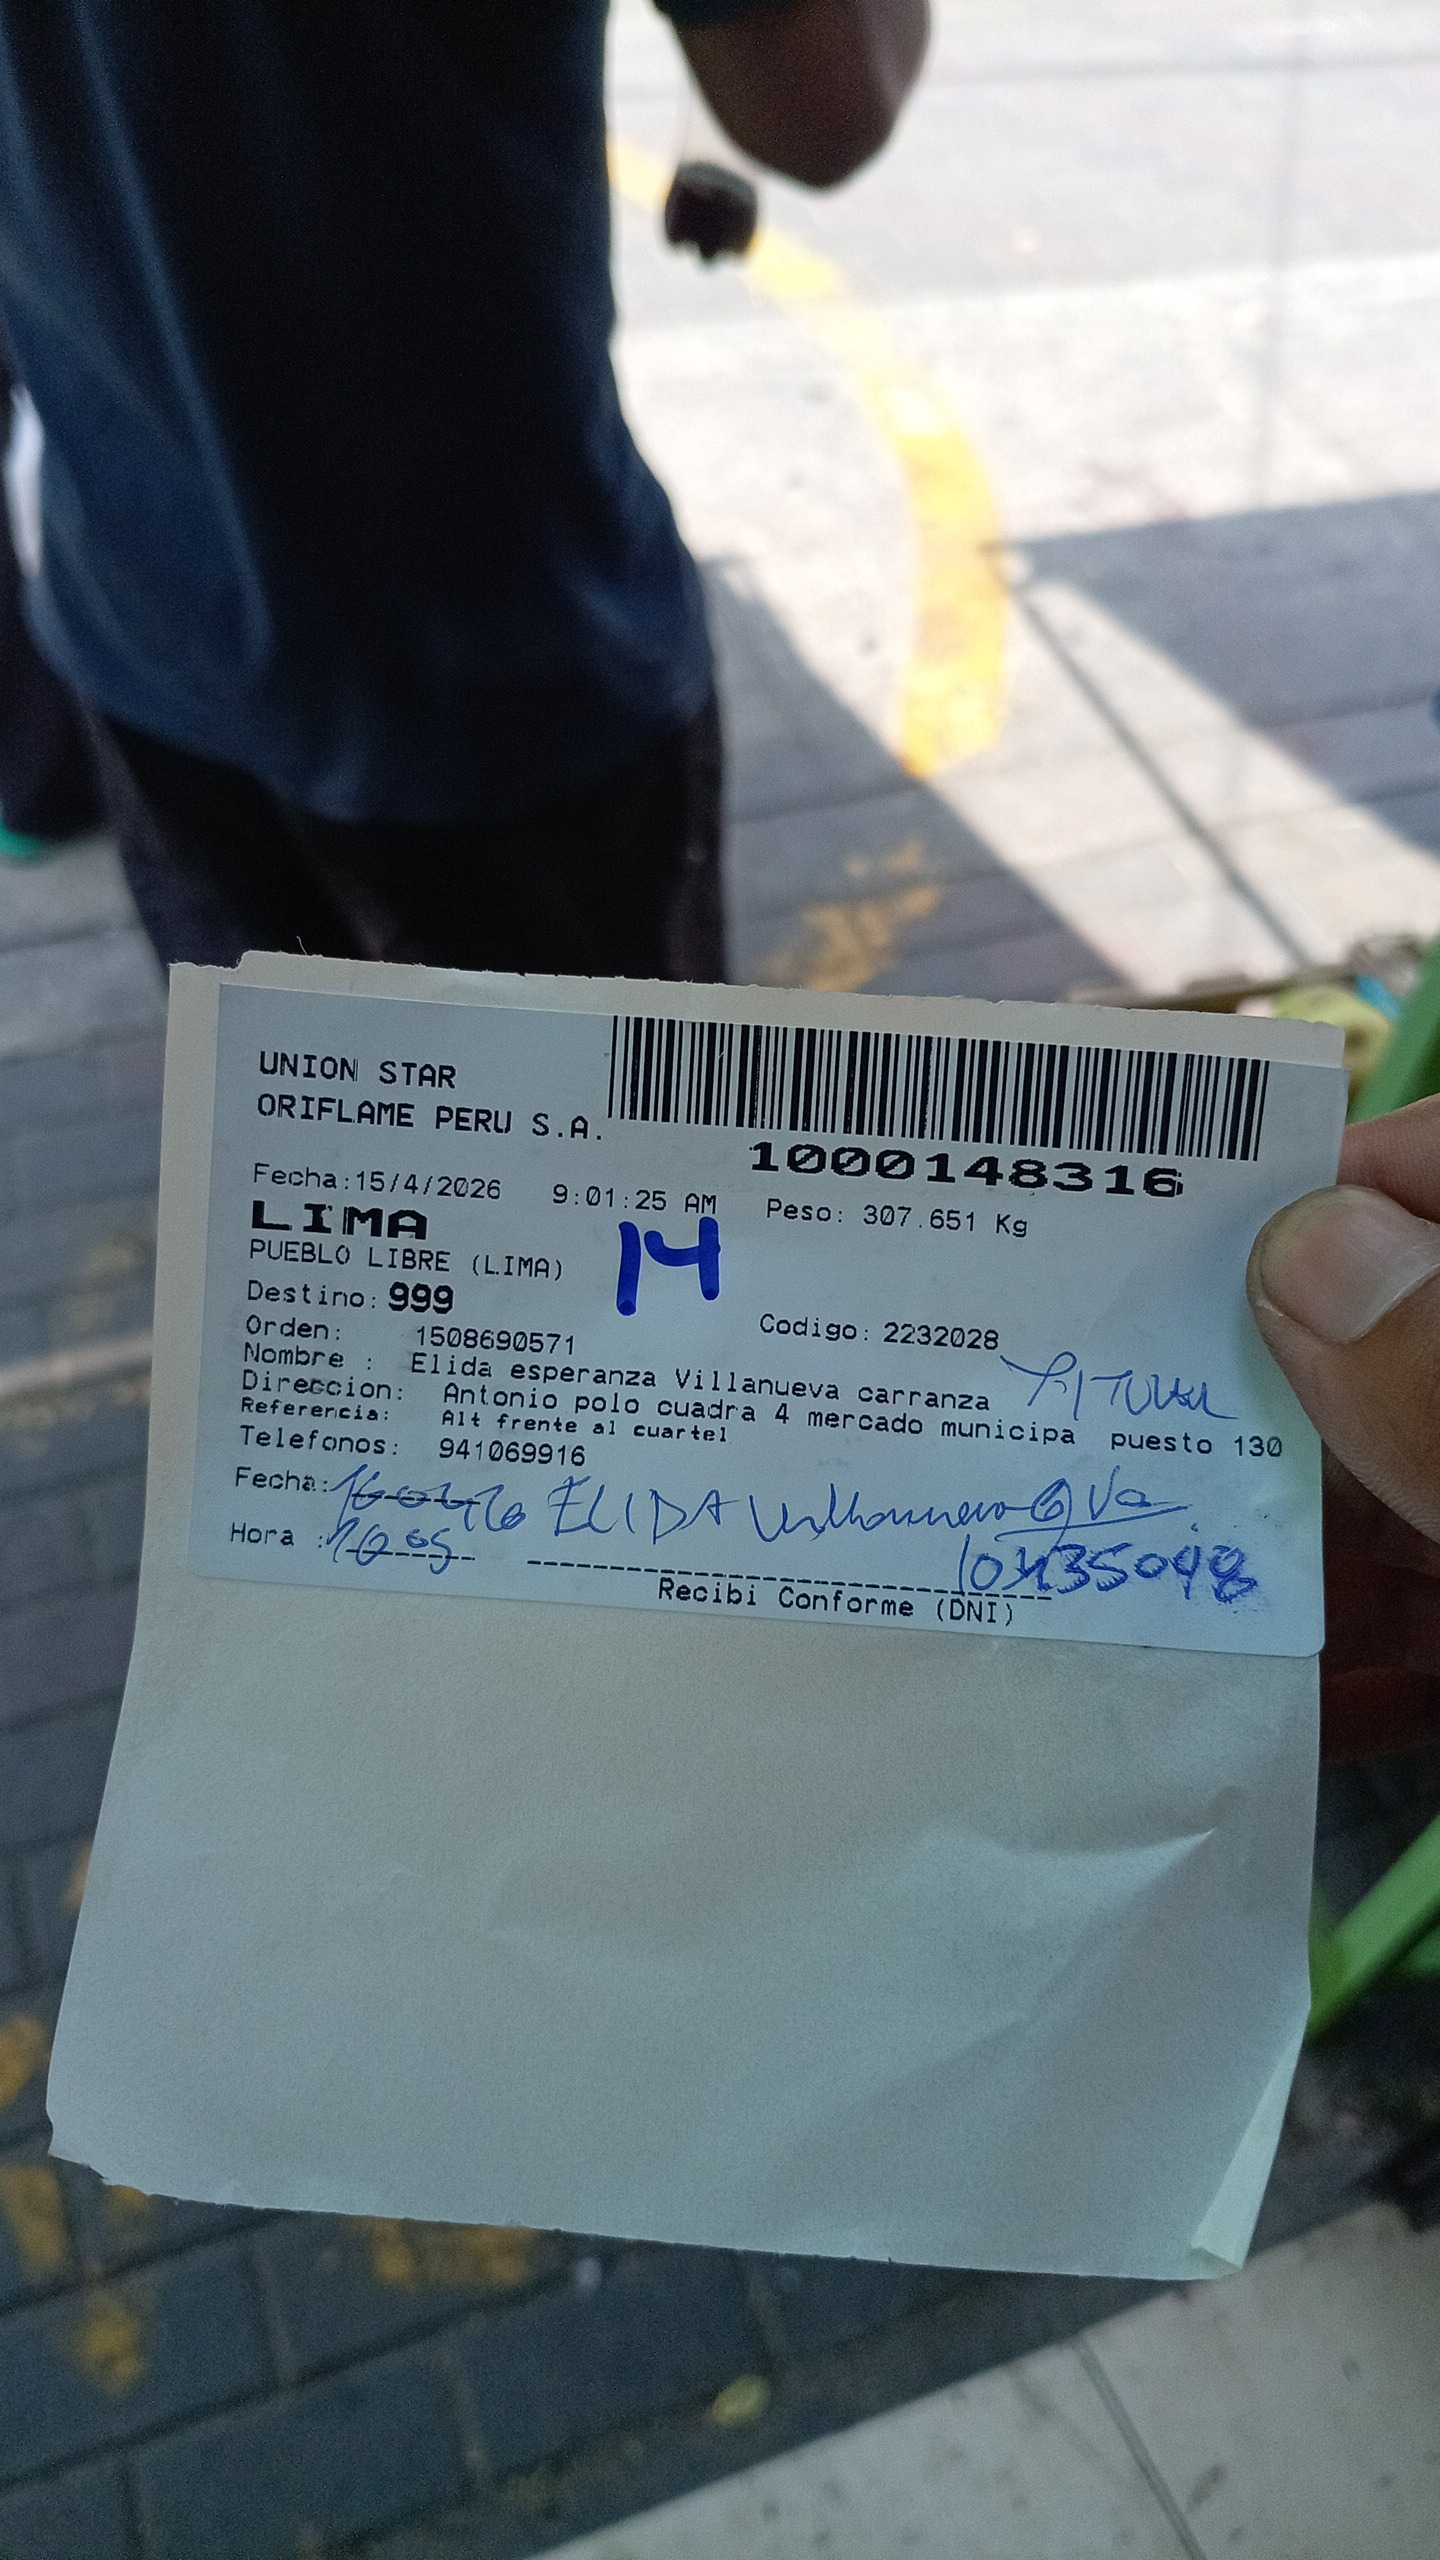 UNION STAR
ORIFLAME PERU S.A.
1000148316
Fecha:15/4/2026 9:01:25 AM Peso: 307.651 Kg
LIMA
14
PUEBLO LIBRE (LIMA)
Destino: 999
Orden: 1508690571 Codigo: 2232028
Nombre : Elida esperanza Villanueva carranza
Direccion: Antonio polo cuadra 4 mercado municipa puesto 130
Referencia: Alt frente al cuartel
Telefonos: 941069916
Fecha: ELIDA Villanueva
Hora :
Recibi Conforme (DNI)